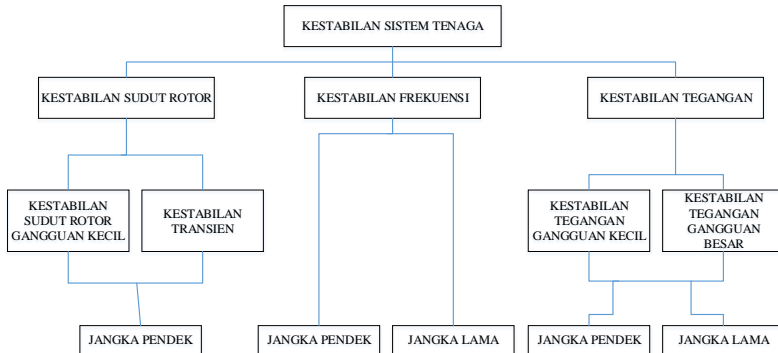 KESTABILAN SISTEM TENAGA
KESTABILAN SUDUT ROTOR
KESTABILAN FREKUENSI
KESTABILAN TEGANGAN
KESTABILAN
SUDUT ROTOR
GANGGUAN KECIL
KESTABILAN
TRANSIEN
KESTABILAN
TEGANGAN
GANGGUAN KECIL
KESTABILAN
TEGANGAN
GANGGUAN
BESAR
JANGKA PENDEK
JANGKA PENDEK
JANGKA LAMA
JANGKA PENDEK
JANGKA LAMA